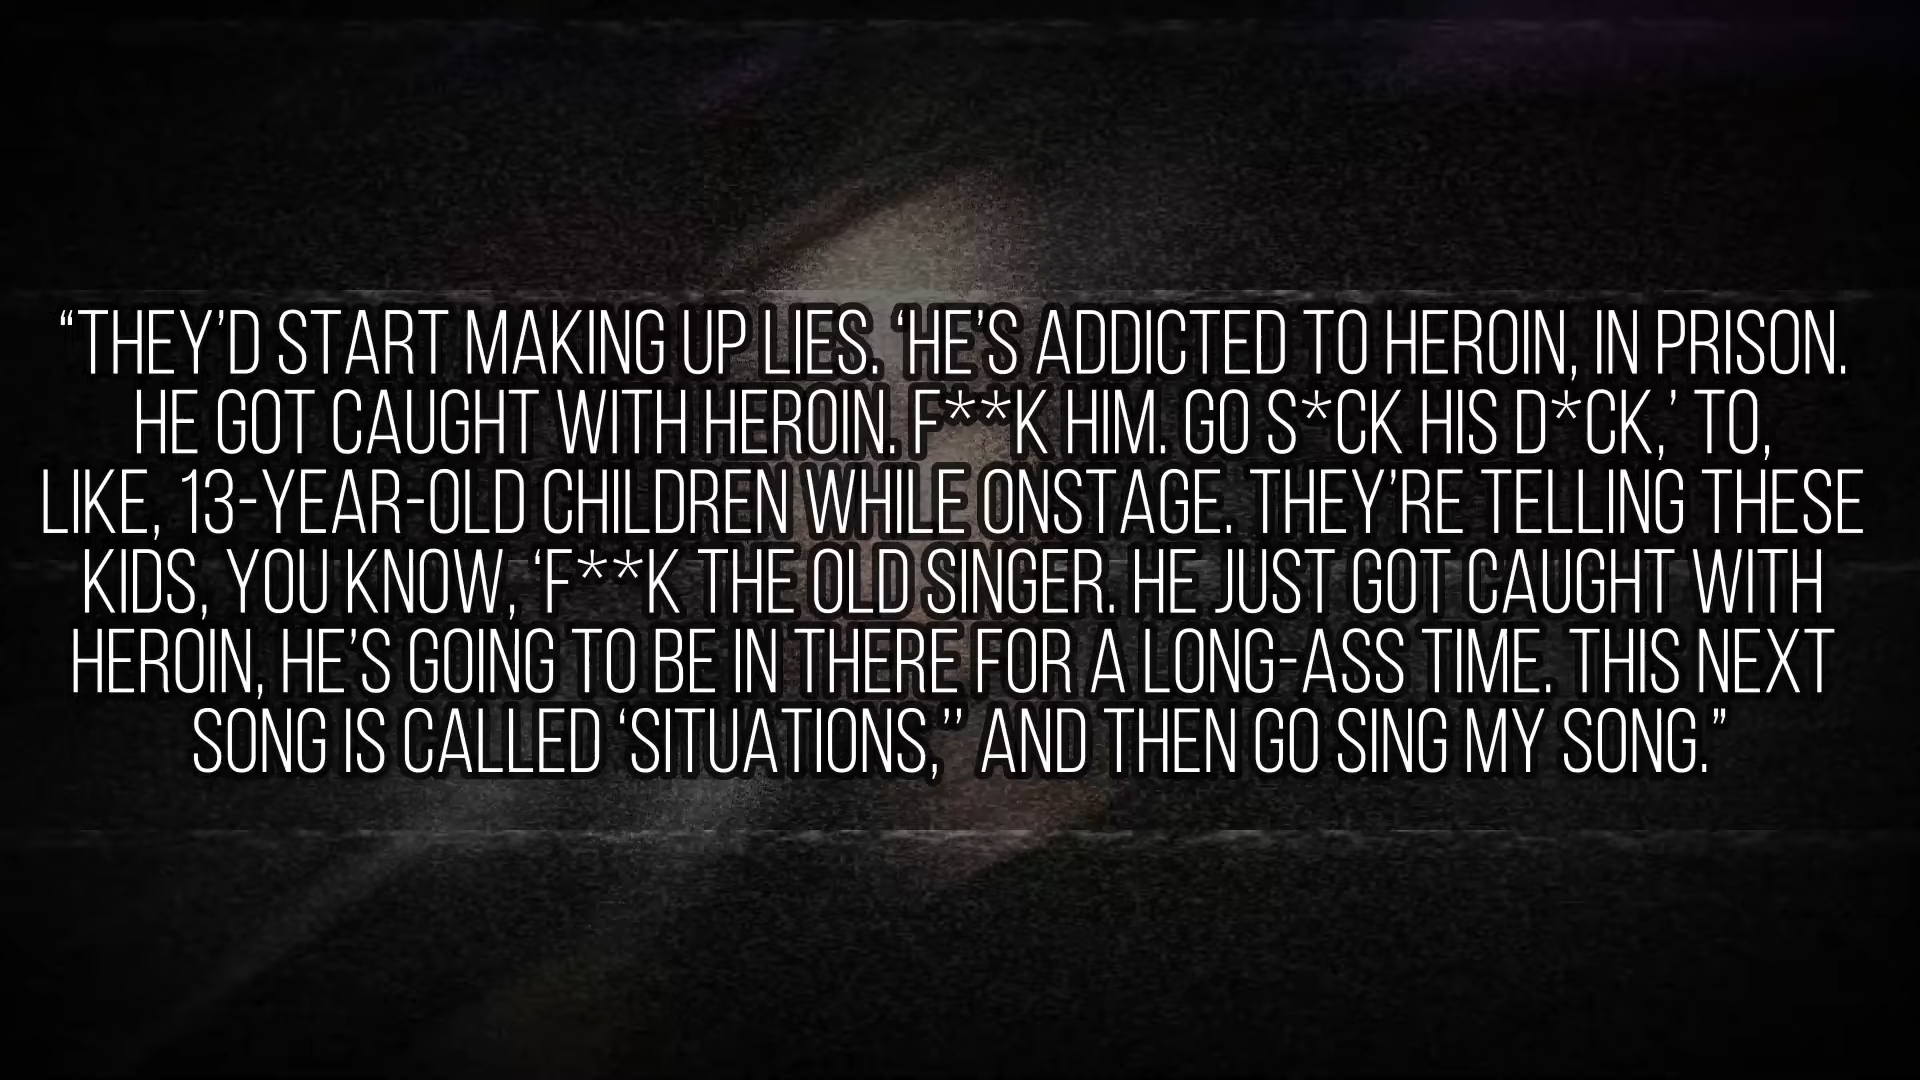 “THEY’D START MAKING UP LIES. ‘HE’S ADDICTED TO HEROIN, IN PRISON.
HE GOT CAUGHT WITH HEROIN. F**K HIM. GO S*CK HIS D*CK,’ TO,
LIKE, 13-YEAR-OLD CHILDREN WHILE ONSTAGE. THEY’RE TELLING THESE
KIDS, YOU KNOW, ‘F**K THE OLD SINGER. HE JUST GOT CAUGHT WITH
HEROIN, HE’S GOING TO BE IN THERE FOR A LONG-ASS TIME. THIS NEXT
SONG IS CALLED ‘SITUATIONS,’’ AND THEN GO SING MY SONG.”